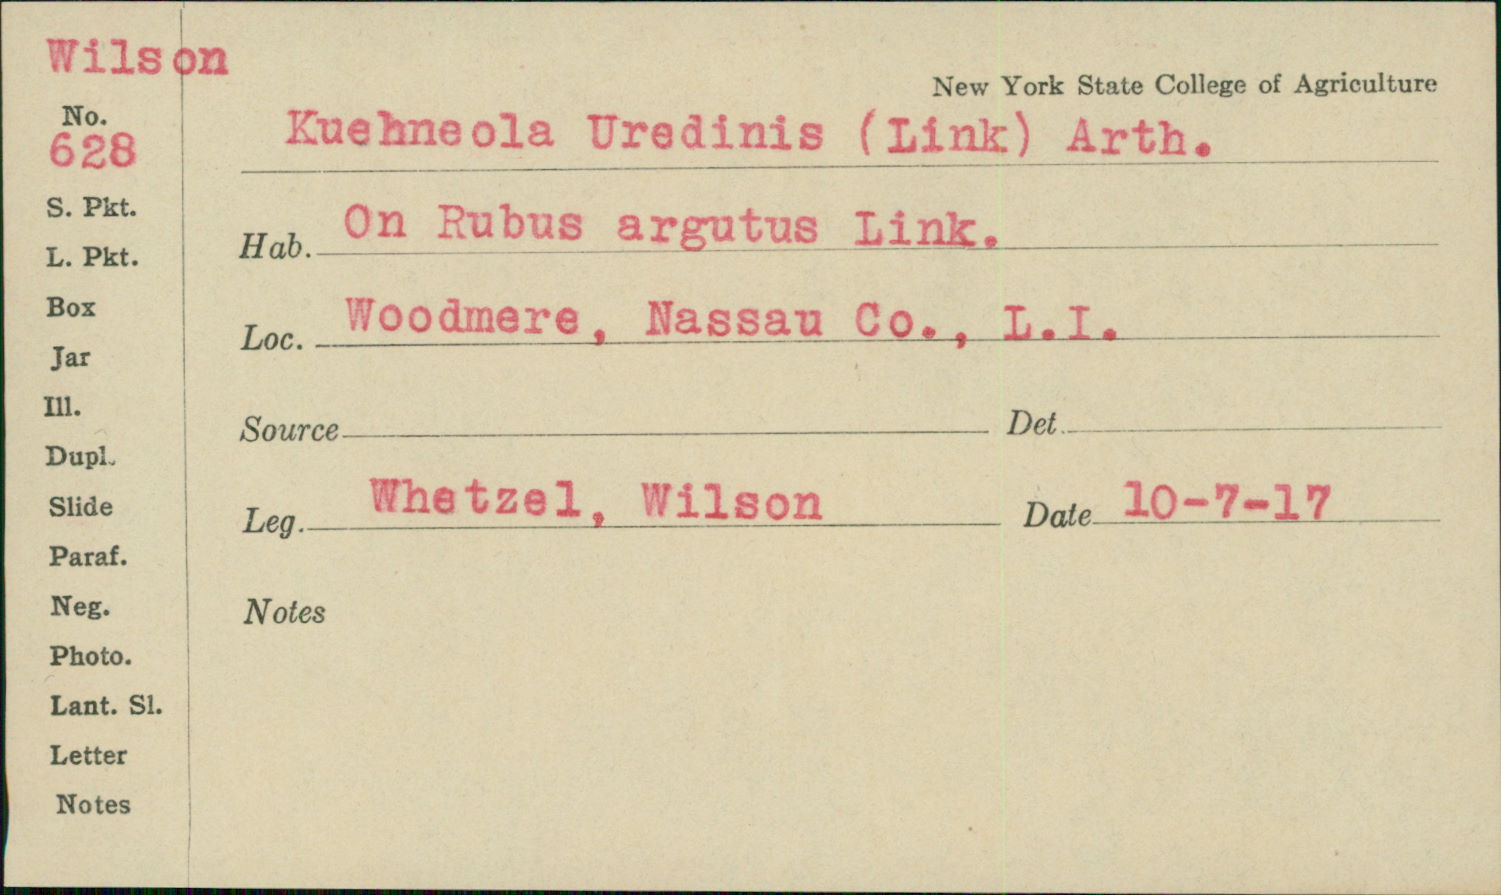 Wilson
New York State College of Agriculture
No.
628
Kuehneola Uredinis (Link) Arth.
S. Pkt.
L. Pkt.
Box
Jar
Ill.
Dupl.
Slide
Paraf.
Neg.
Photo.
Lant. Sl.
Letter
Notes
Hab. On Rubus argutus Link.
Loc. Woodmere, Nassau Co., L.I.
Source Det.
Leg. Whetzel, Wilson Date 10-7-17
Notes